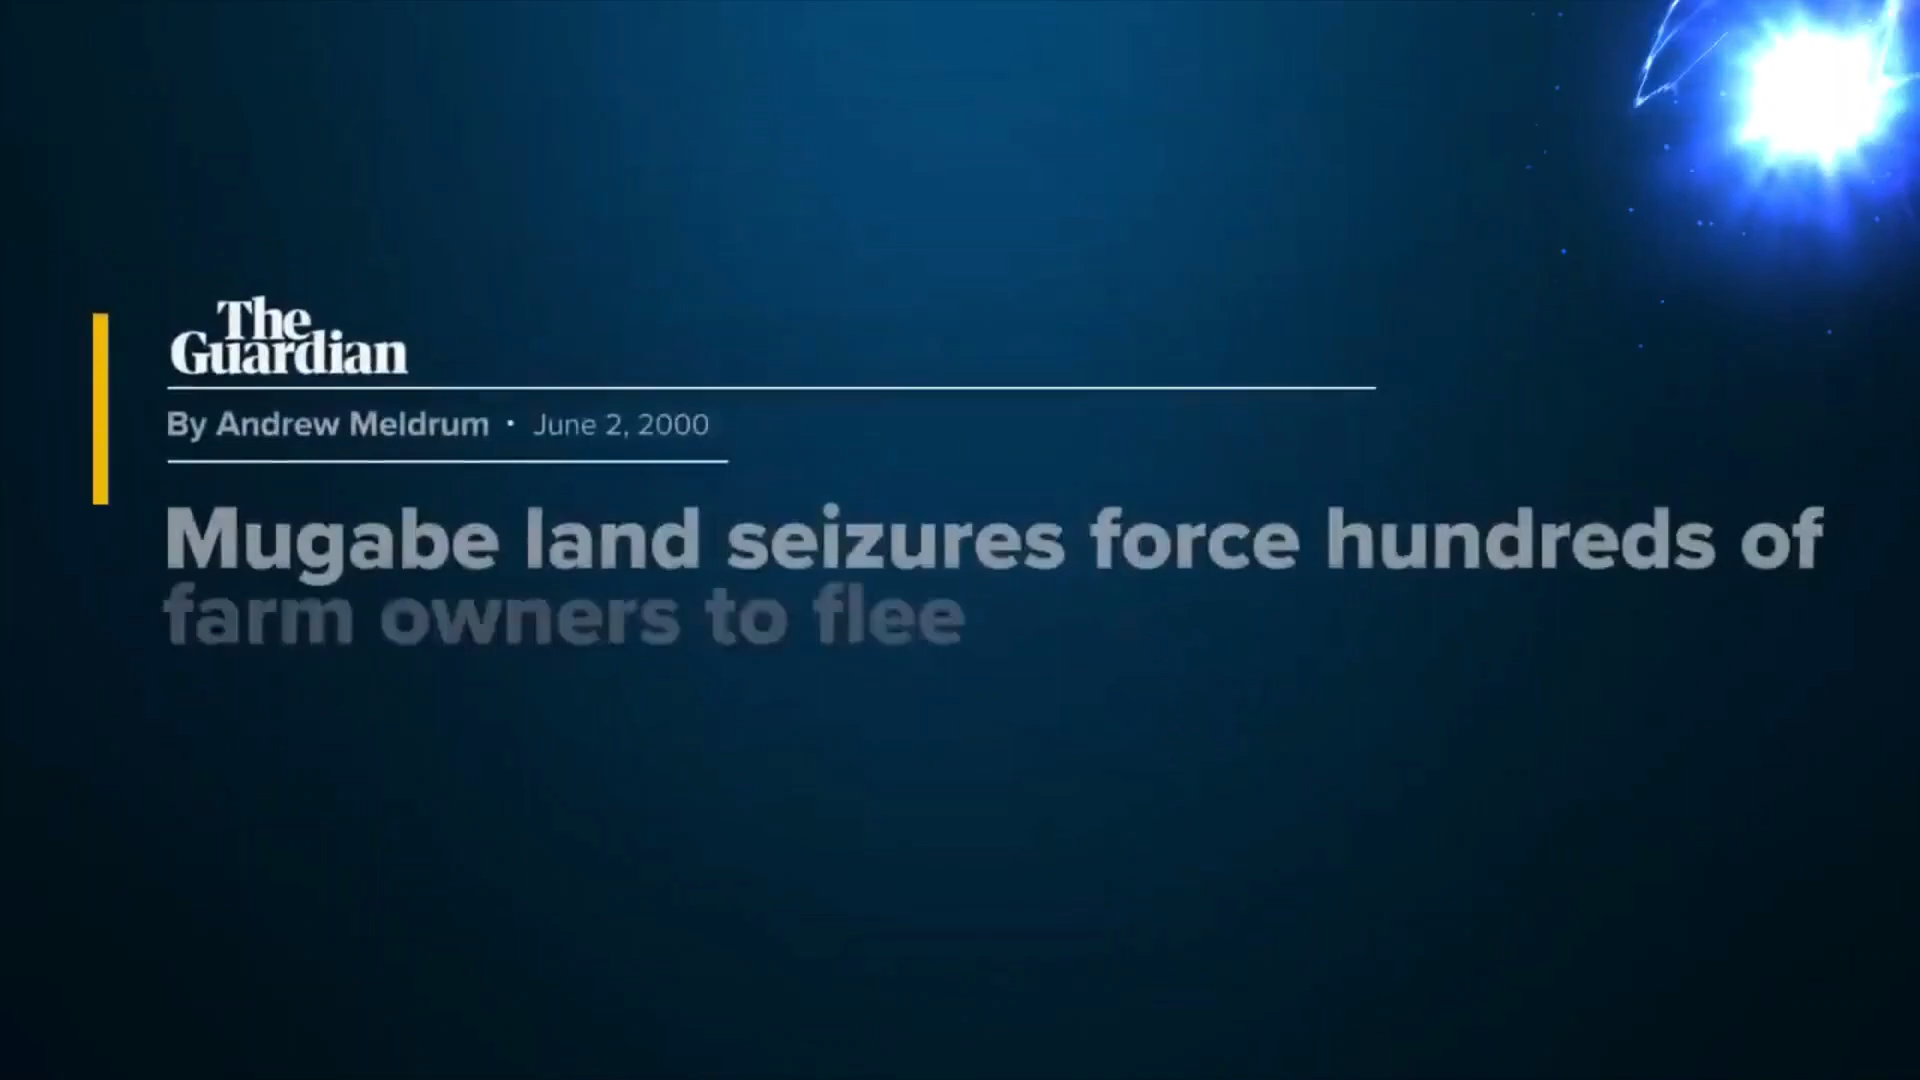 The
Guardian
By Andrew Meldrum · June 2, 2000
Mugabe land seizures force hundreds of
farm owners to flee